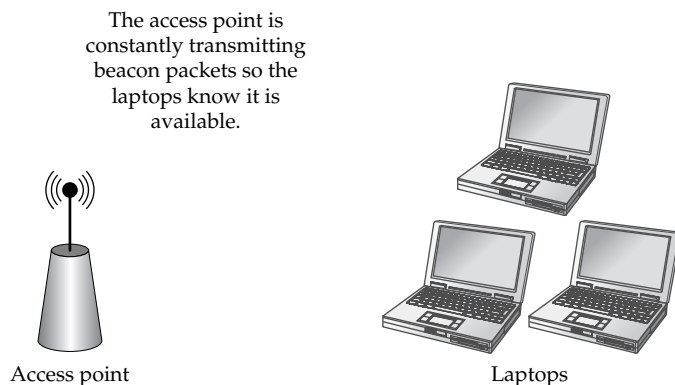 The access point is
constantly transmitting
beacon packets so the
laptops know it is
available.
Access point
Laptops